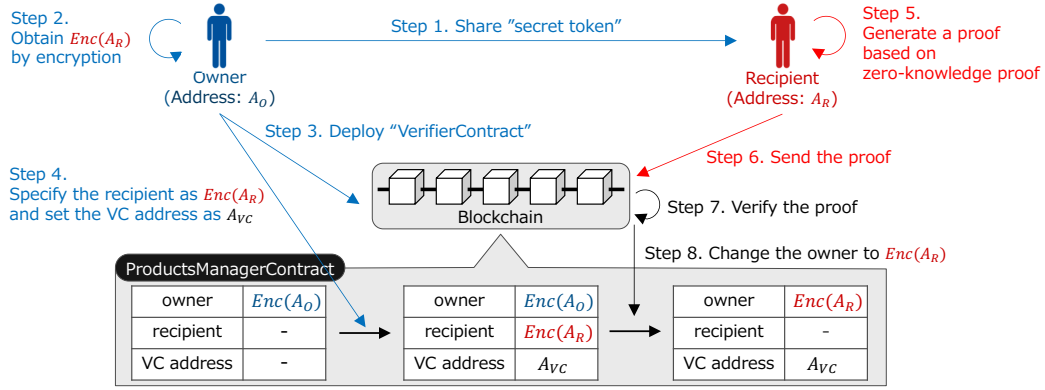 Step 2.
Obtain Enc(A_R)
by encryption
Owner
(Address: A_O)
Step 1. Share ”secret token”
Recipient
(Address: A_R)
Step 5.
Generate a proof
based on
zero-knowledge proof
Step 3. Deploy “VerifierContract”
Step 4.
Specify the recipient as Enc(A_R)
and set the VC address as A_VC
Step 6. Send the proof
Blockchain
Step 7. Verify the proof
Step 8. Change the owner to Enc(A_R)
ProductsManagerContract
owner Enc(A_O)
recipient -
VC address -
owner Enc(A_O)
recipient Enc(A_R)
VC address A_VC
owner Enc(A_R)
recipient -
VC address A_VC